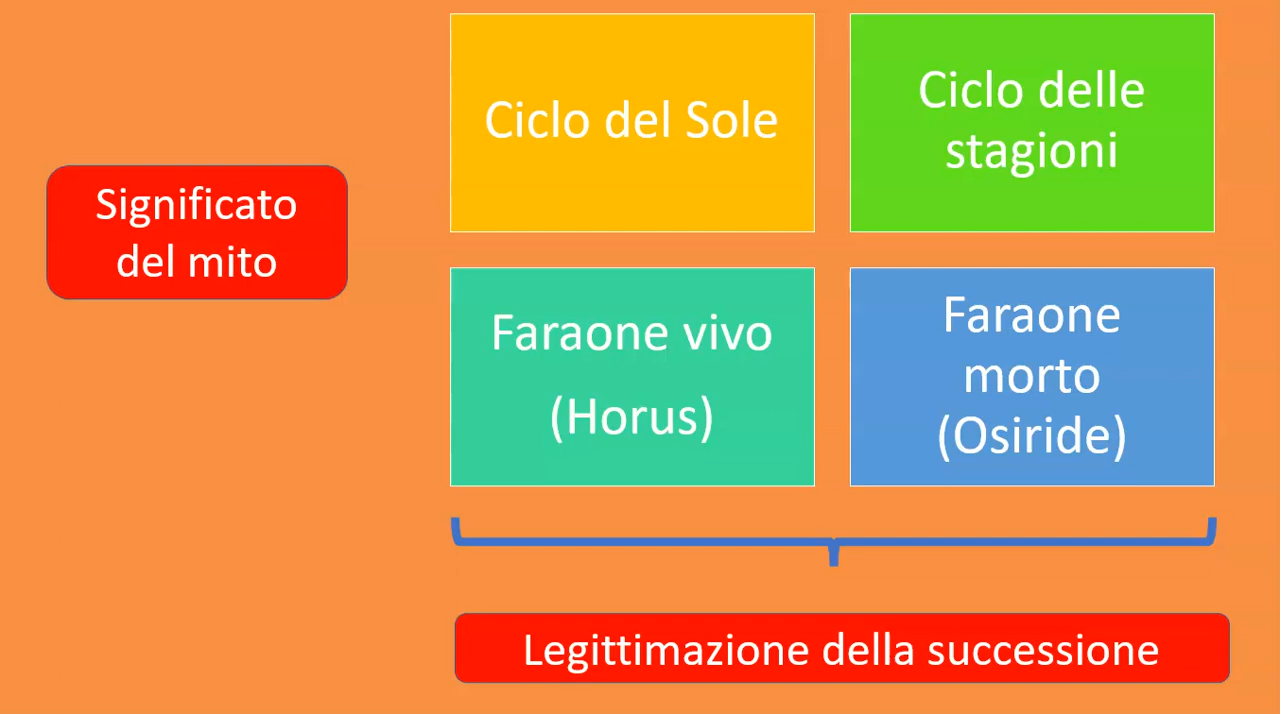 Significato
del mito
Ciclo del Sole
Ciclo delle
stagioni
Faraone vivo
(Horus)
Faraone
morto
(Osiride)
Legittimazione della successione